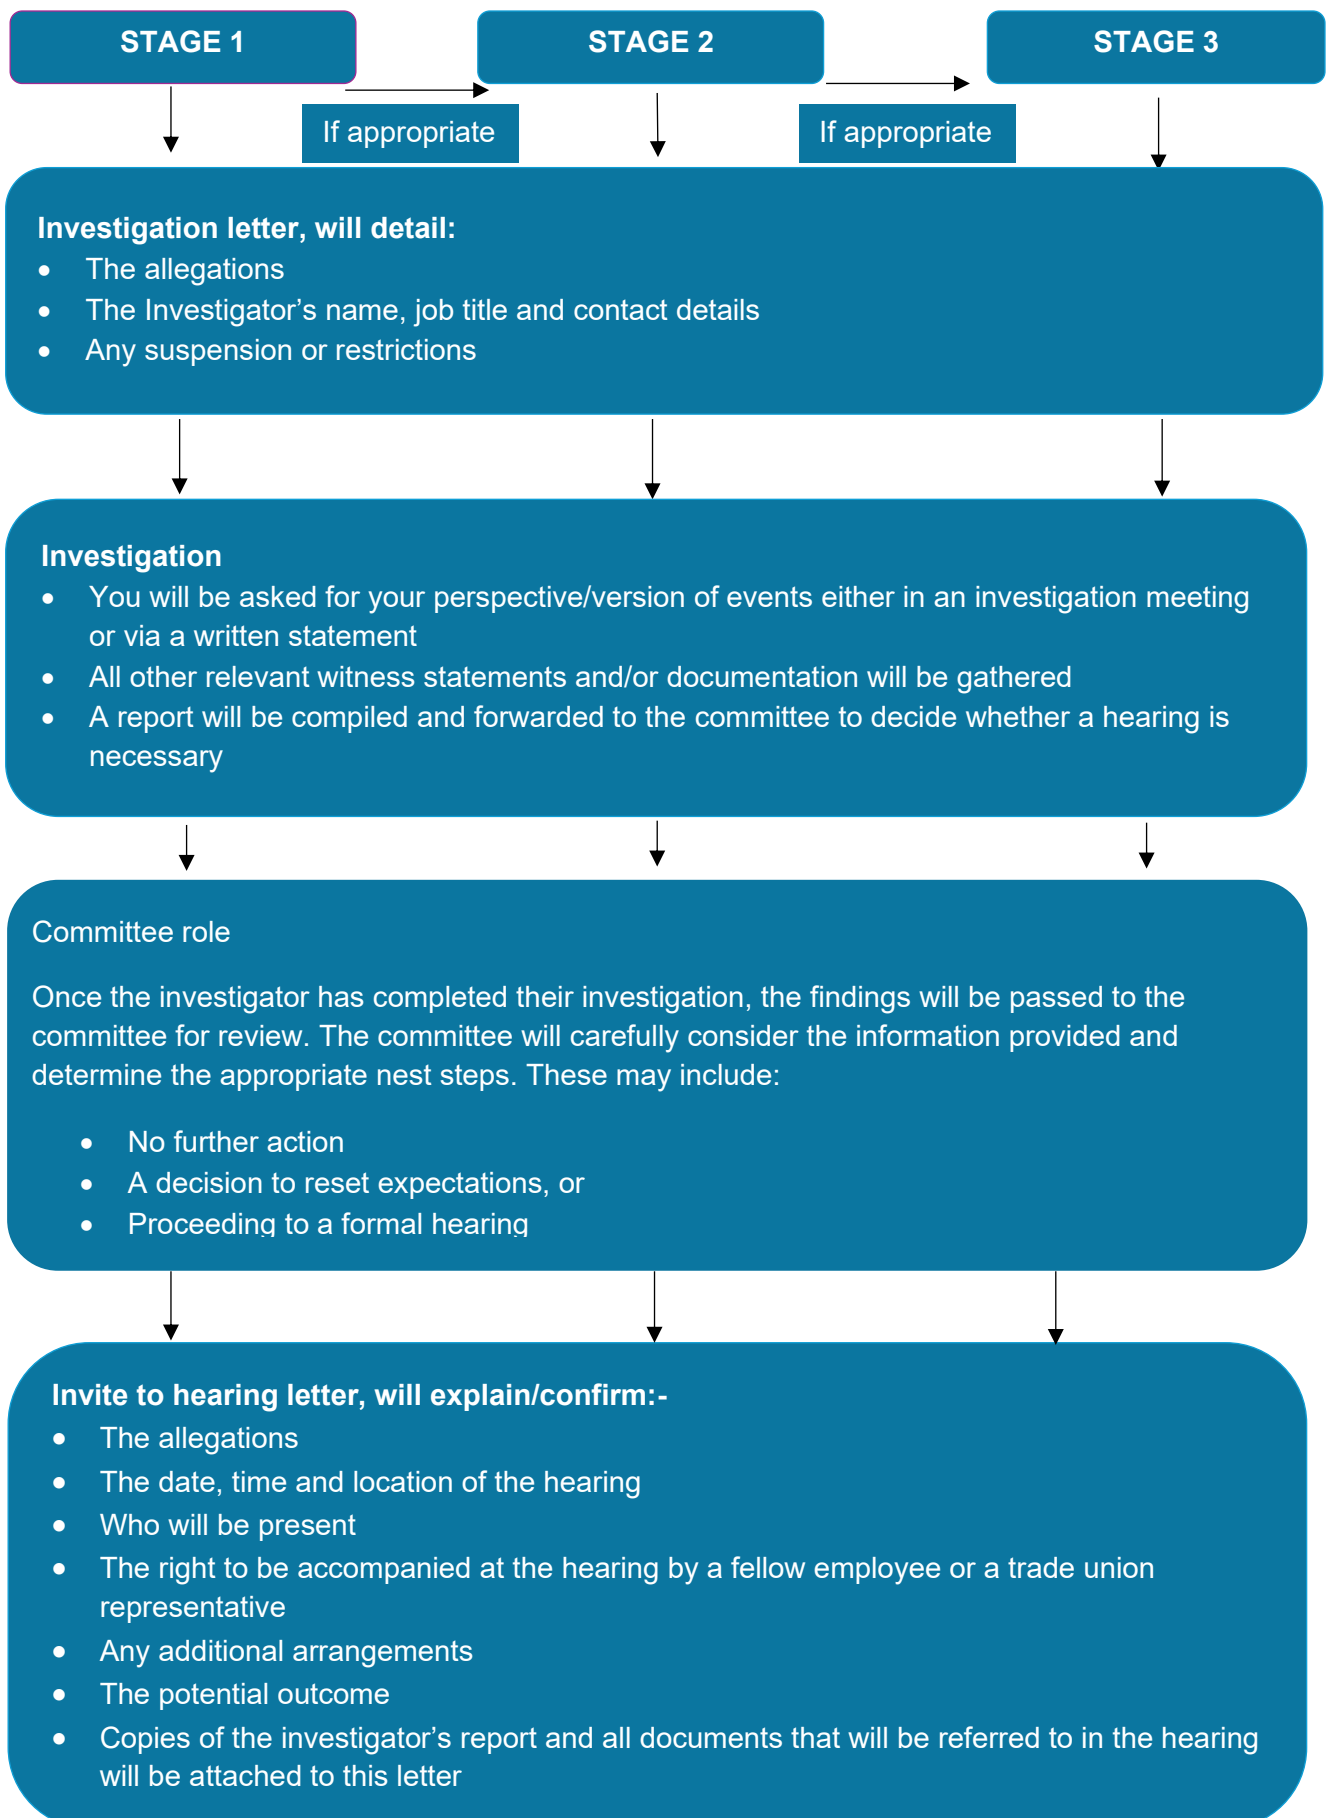 STAGE 1
STAGE 2
STAGE 3
If appropriate
If appropriate
Investigation letter, will detail:
• The allegations
• The Investigator’s name, job title and contact details
• Any suspension or restrictions
Investigation
• You will be asked for your perspective/version of events either in an investigation meeting
or via a written statement
• All other relevant witness statements and/or documentation will be gathered
• A report will be compiled and forwarded to the committee to decide whether a hearing is
necessary
Committee role
Once the investigator has completed their investigation, the findings will be passed to the
committee for review. The committee will carefully consider the information provided and
determine the appropriate nest steps. These may include:
• No further action
• A decision to reset expectations, or
• Proceeding to a formal hearing
Invite to hearing letter, will explain/confirm:-
• The allegations
• The date, time and location of the hearing
• Who will be present
• The right to be accompanied at the hearing by a fellow employee or a trade union
representative
• Any additional arrangements
• The potential outcome
• Copies of the investigator’s report and all documents that will be referred to in the hearing
will be attached to this letter